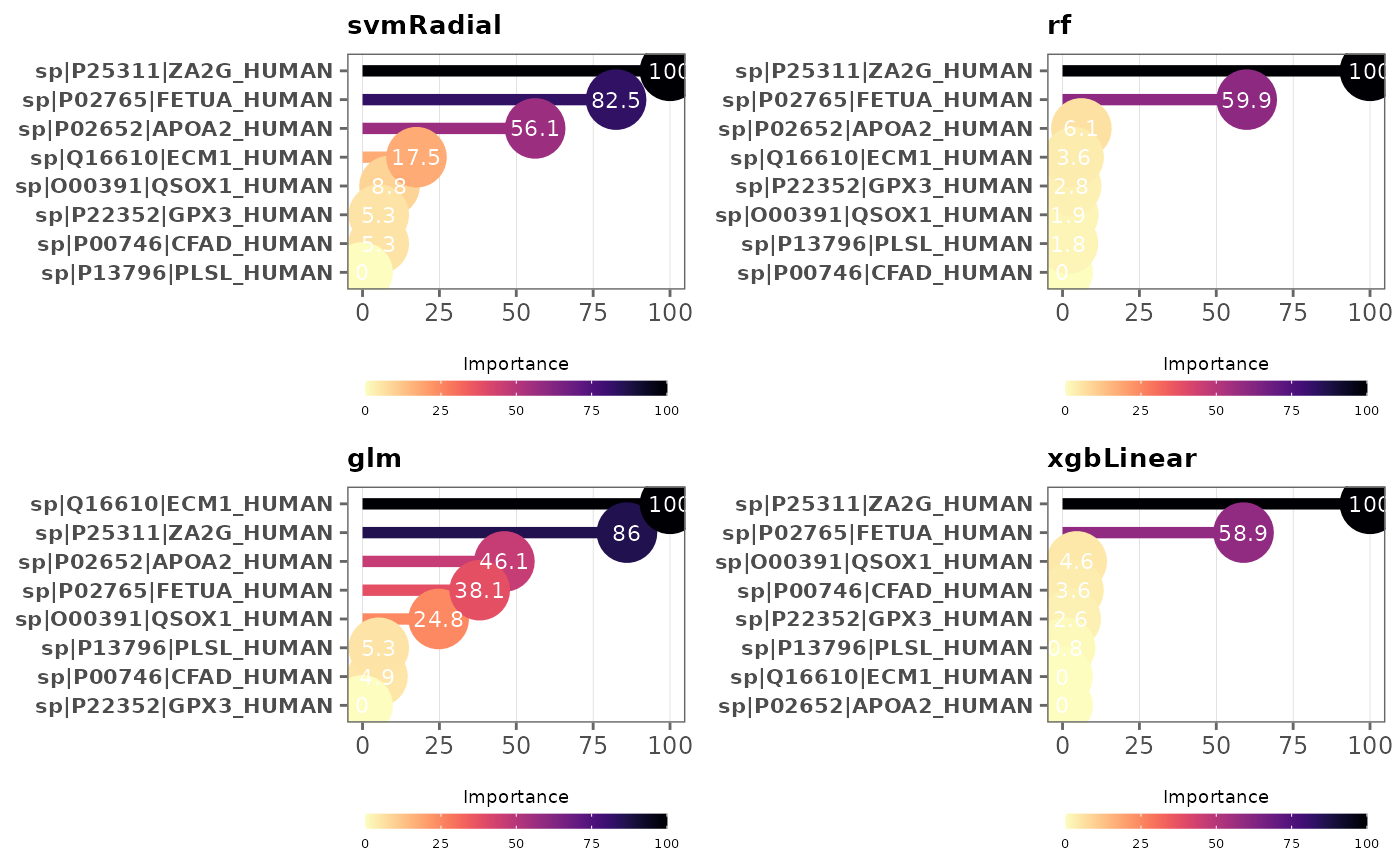 svmRadial
sp|P25311|ZA2G_HUMAN 100
sp|P02765|FETUA_HUMAN 82.5
sp|P02652|APOA2_HUMAN 56.1
sp|Q16610|ECM1_HUMAN 17.5
sp|O00391|QSOX1_HUMAN 8.8
sp|P22352|GPX3_HUMAN 5.3
sp|P00746|CFAD_HUMAN 5.3
sp|P13796|PLSL_HUMAN 0
0 25 50 75 100
Importance
0 25 50 75 100
rf
sp|P25311|ZA2G_HUMAN 100
sp|P02765|FETUA_HUMAN 59.9
sp|P02652|APOA2_HUMAN 6.1
sp|Q16610|ECM1_HUMAN 3.6
sp|P22352|GPX3_HUMAN 2.8
sp|O00391|QSOX1_HUMAN 1.9
sp|P13796|PLSL_HUMAN 1.8
sp|P00746|CFAD_HUMAN 0
0 25 50 75 100
Importance
0 25 50 75 100
glm
sp|Q16610|ECM1_HUMAN 100
sp|P25311|ZA2G_HUMAN 86
sp|P02652|APOA2_HUMAN 46.1
sp|P02765|FETUA_HUMAN 38.1
sp|O00391|QSOX1_HUMAN 24.8
sp|P13796|PLSL_HUMAN 5.3
sp|P00746|CFAD_HUMAN 4.9
sp|P22352|GPX3_HUMAN 0
0 25 50 75 100
Importance
0 25 50 75 100
xgbLinear
sp|P25311|ZA2G_HUMAN 100
sp|P02765|FETUA_HUMAN 58.9
sp|O00391|QSOX1_HUMAN 4.6
sp|P00746|CFAD_HUMAN 3.6
sp|P22352|GPX3_HUMAN 2.6
sp|P13796|PLSL_HUMAN 0.8
sp|Q16610|ECM1_HUMAN 0
sp|P02652|APOA2_HUMAN 0
0 25 50 75 100
Importance
0 25 50 75 100